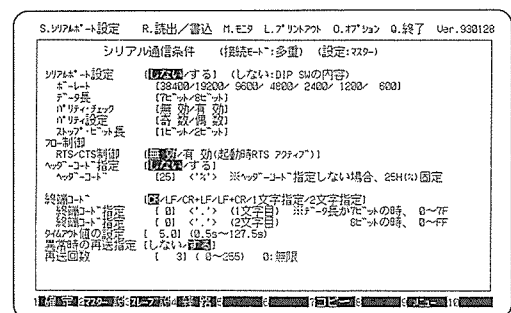 S.シリアルポート設定 R.読出/書込 M.モニタ L.プリントアウト O.オプション Q.終了 Ver.930128
シリアル通信条件 (接続モード:多重) (設定:マスター)
シリアルポート設定 [しない/する] (しない:DIP SWの内容)
ボーレート [38400/19200/ 9600/ 4800/ 2400/ 1200/ 600]
データ長 [7ビット/8ビット]
パリティ・チェック [無 効/有 効]
パリティ設定 [奇 数/偶 数]
ストップ・ビット長 [1ビット/2ビット]
フロー制御
RTS/CTS制御 [無 効/有 効(起動時RTS アクティブ)]
ヘッダーコード指定 [しない/する]
ヘッダーコード [25] <'%'> ※ヘッダーコード指定しない場合、25H(%)固定
終端コード [CR/LF/CR+LF/LF+CR/1文字指定/2文字指定]
終端コード指定 [ 0] <'.'> (1文字目) ※データ長が7ビットの時、 0~7F
終端コード指定 [ 0] <'.'> (2文字目) 8ビットの時、 0~FF
タイムアウト値の設定 [ 5.0] (0.5s~127.5s)
異常時の再送指定 [しない/する]
再送回数 [ 3] ( 0~255) 0:無限
1 確 定 2マスター 設 3スレーブ 設 4 経 路 5 6 7 コピー 8 9 メニュー 10